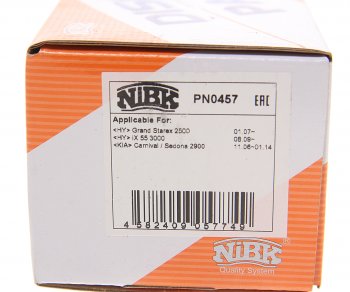 NiBK PN0457 EAC
Applicable For:
<HY> Grand Starex 2500 01.07~
<HY> iX 55 3000 08.09~
<KIA> Carnival / Sedona 2900 11.06~01.14
4 582409 057749
NiBK®
Quality System